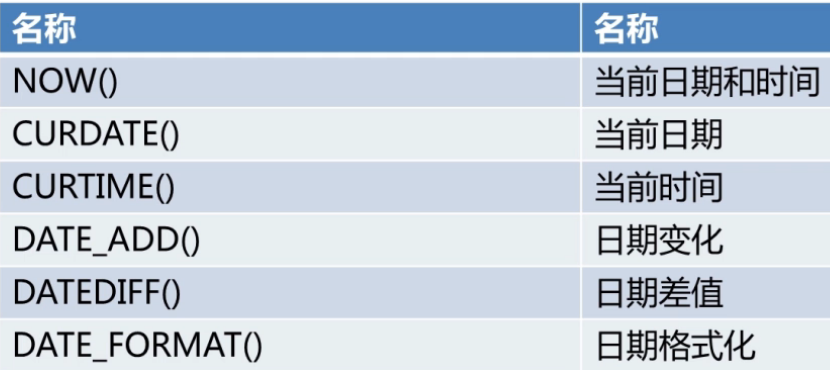 名称 名称
NOW() 当前日期和时间
CURDATE() 当前日期
CURTIME() 当前时间
DATE_ADD() 日期变化
DATEDIFF() 日期差值
DATE_FORMAT() 日期格式化